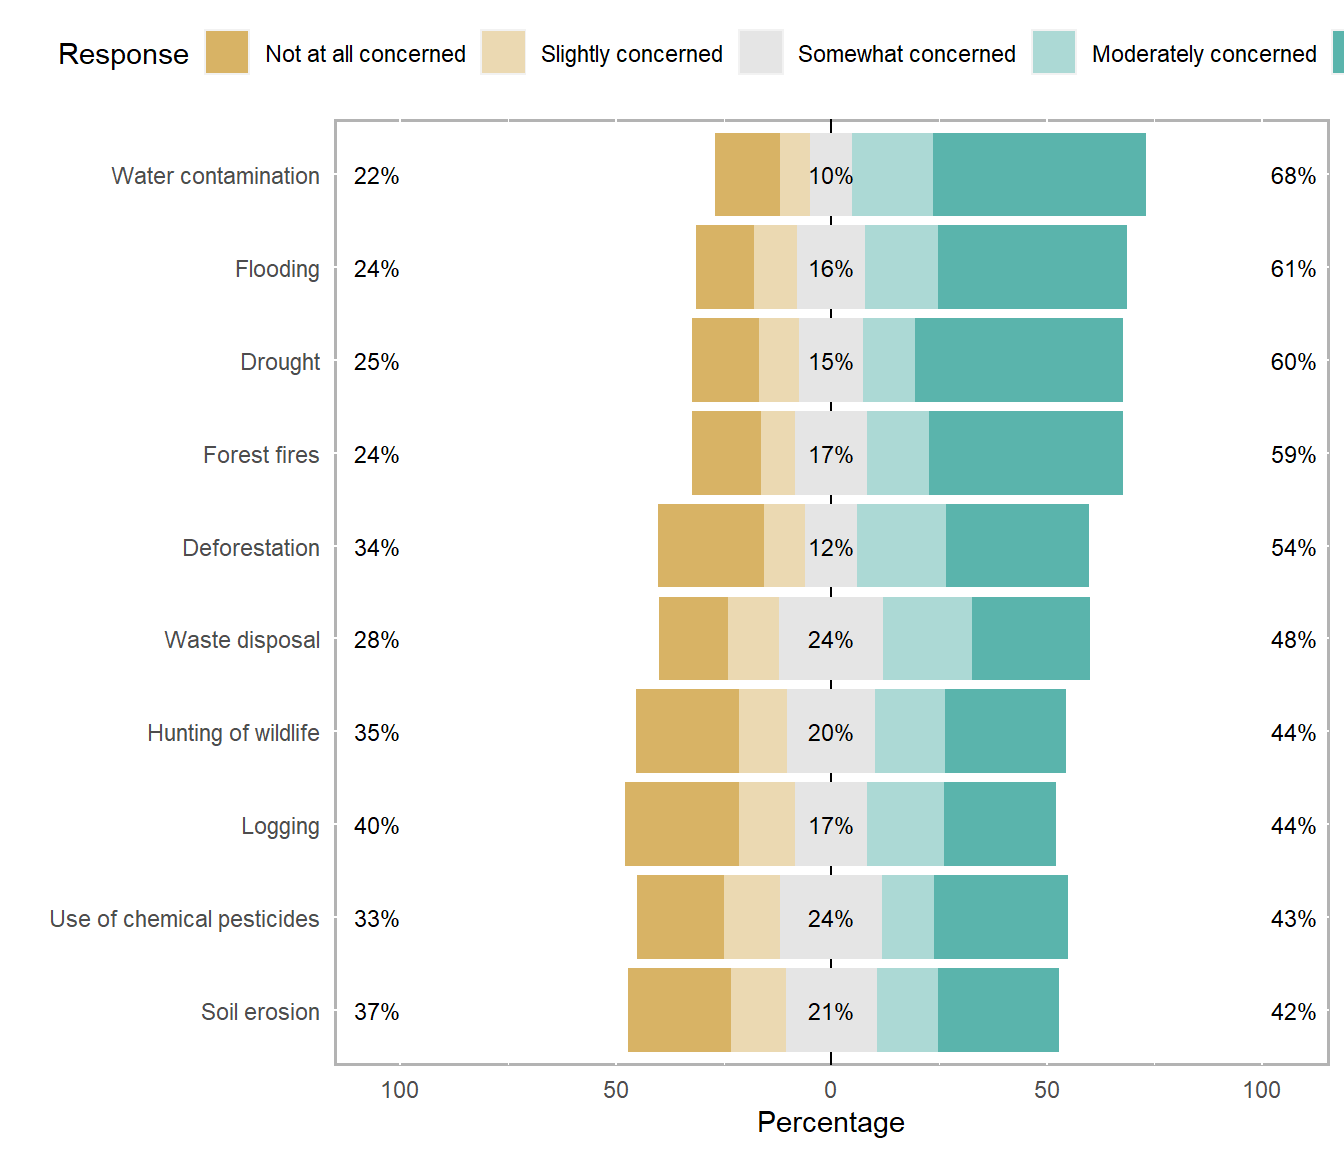 Response Not at all concerned Slightly concerned Somewhat concerned Moderately concerned
Water contamination 22% 10% 68%
Flooding 24% 16% 61%
Drought 25% 15% 60%
Forest fires 24% 17% 59%
Deforestation 34% 12% 54%
Waste disposal 28% 24% 48%
Hunting of wildlife 35% 20% 44%
Logging 40% 17% 44%
Use of chemical pesticides 33% 24% 43%
Soil erosion 37% 21% 42%
100 50 0 50 100
Percentage